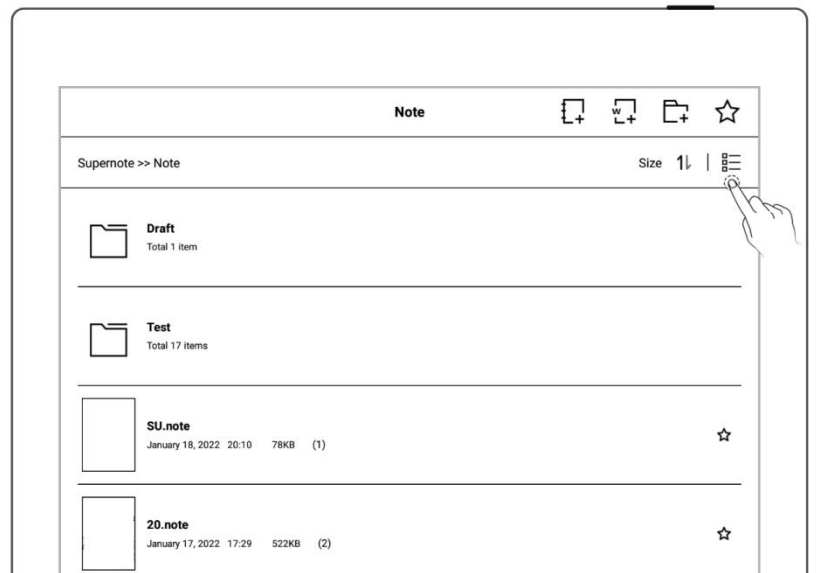 Note
W
Supernote >> Note
Size
Draft
Total 1 item
Test
Total 17 items
SU.note
January 18, 2022 20:10 78KB (1)
20.note
January 17, 2022 17:29 522KB (2)